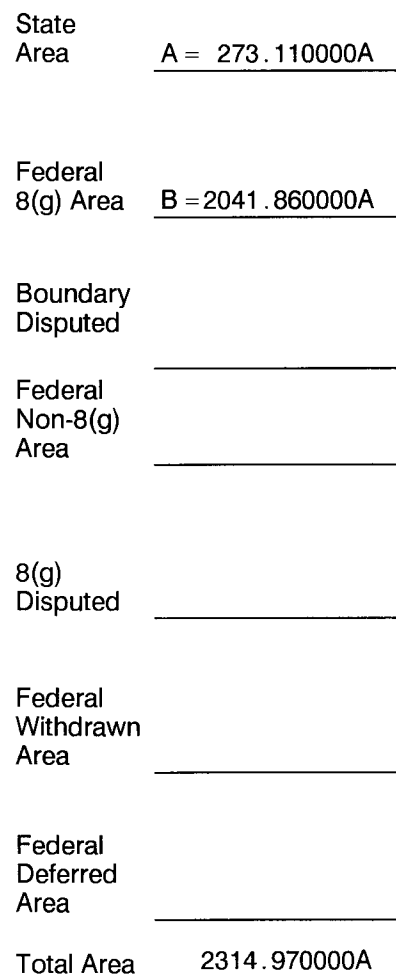 State
Area A = 273.110000A
Federal
8(g) Area B =2041.860000A
Boundary
Disputed
Federal
Non-8(g)
Area
8(g)
Disputed
Federal
Withdrawn
Area
Federal
Deferred
Area
Total Area 2314.970000A